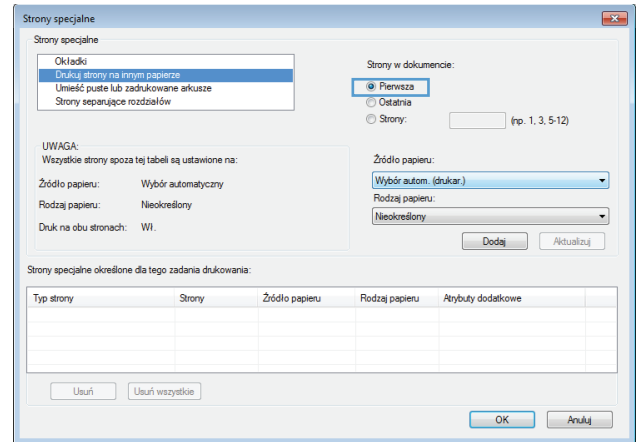 Strony specjalne
Strony specjalne
Okładki
Drukuj strony na innym papierze
Umieść puste lub zadrukowane arkusze
Strony separujące rozdziałów
Strony w dokumencie:
Pierwsza
Ostatnia
Strony: (np. 1, 3, 5-12)
UWAGA:
Wszystkie strony spoza tej tabeli są ustawione na:
Źródło papieru: Wybór automatyczny
Rodzaj papieru: Nieokreślony
Druk na obu stronach: Wł.
Źródło papieru:
Wybór autom. (drukar.)
Rodzaj papieru:
Nieokreślony
Dodaj Aktualizuj
Strony specjalne określone dla tego zadania drukowania:
Typ strony Strony Źródło papieru Rodzaj papieru Atrybuty dodatkowe
Usuń Usuń wszystkie
OK Anuluj